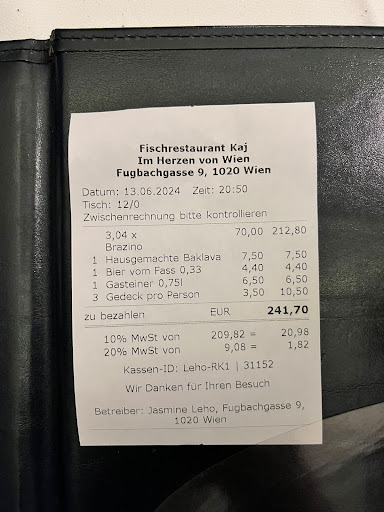 Fischrestaurant Kaj
Im Herzen von Wien
Fugbachgasse 9, 1020 Wien
Datum: 13.06.2024 Zeit: 20:50
Tisch: 12/0
Zwischenrechnung bitte kontrollieren
3,04 x 70,00 212,80
Brazino
1 Hausgemachte Baklava 7,50 7,50
1 Bier vom Fass 0,33 4,40 4,40
1 Gasteiner 0,75l 6,50 6,50
3 Gedeck pro Person 3,50 10,50
zu bezahlen EUR 241,70
10% MwSt von 209,82 = 20,98
20% MwSt von 9,08 = 1,82
Kassen-ID: Leho-RK1 | 31152
Wir Danken für Ihren Besuch
Betreiber: Jasmine Leho, Fugbachgasse 9,
1020 Wien